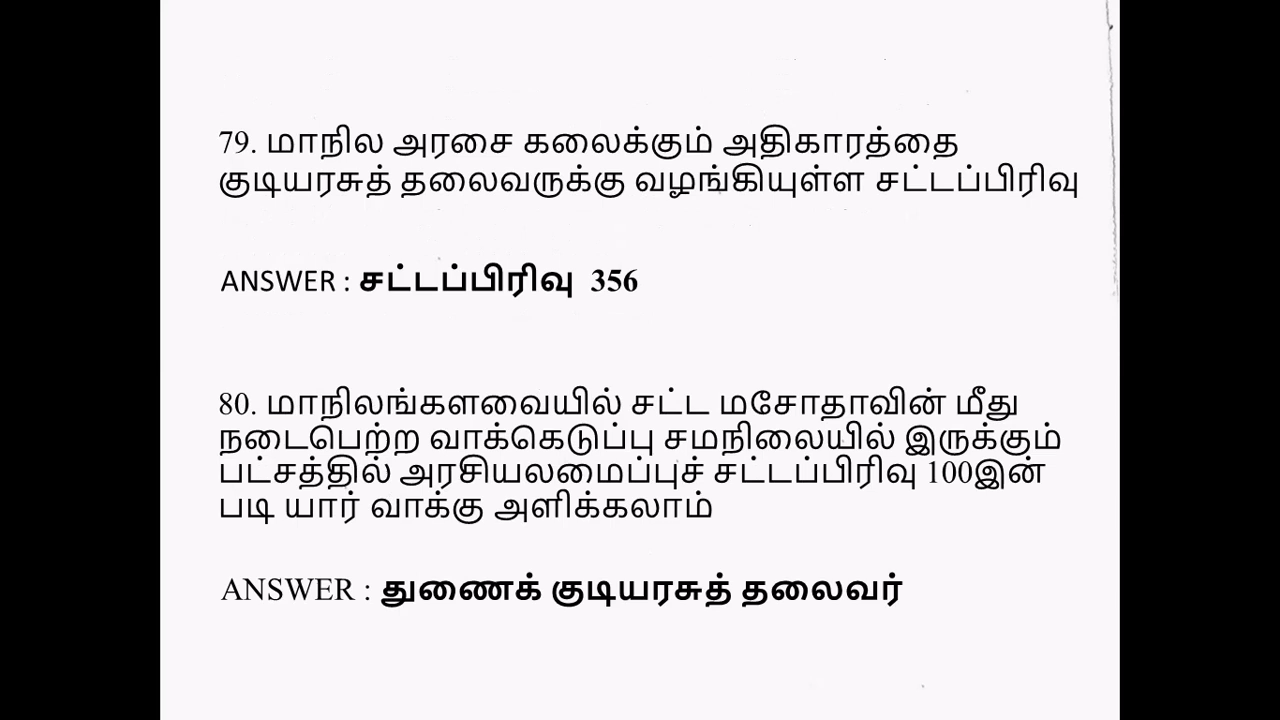 79. மாநில அரசை கலைக்கும் அதிகாரத்தை
குடியரசுத் தலைவருக்கு வழங்கியுள்ள சட்டப்பிரிவு
ANSWER : சட்டப்பிரிவு 356
80. மாநிலங்களவையில் சட்ட மசோதாவின் மீது
நடைபெற்ற வாக்கெடுப்பு சமநிலையில் இருக்கும்
பட்சத்தில் அரசியலமைப்புச் சட்டப்பிரிவு 100இன்
படி யார் வாக்கு அளிக்கலாம்
ANSWER : துணைக் குடியரசுத் தலைவர்